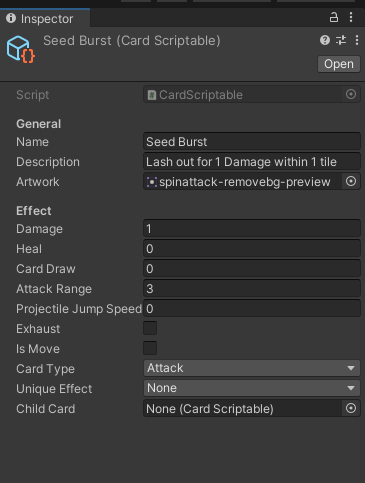 Inspector
Seed Burst (Card Scriptable)
Open
Script CardScriptable
General
Name Seed Burst
Description Lash out for 1 Damage within 1 tile
Artwork spinattack-removebg-preview
Effect
Damage 1
Heal 0
Card Draw 0
Attack Range 3
Projectile Jump Speed 0
Exhaust
Is Move
Card Type Attack
Unique Effect None
Child Card None (Card Scriptable)